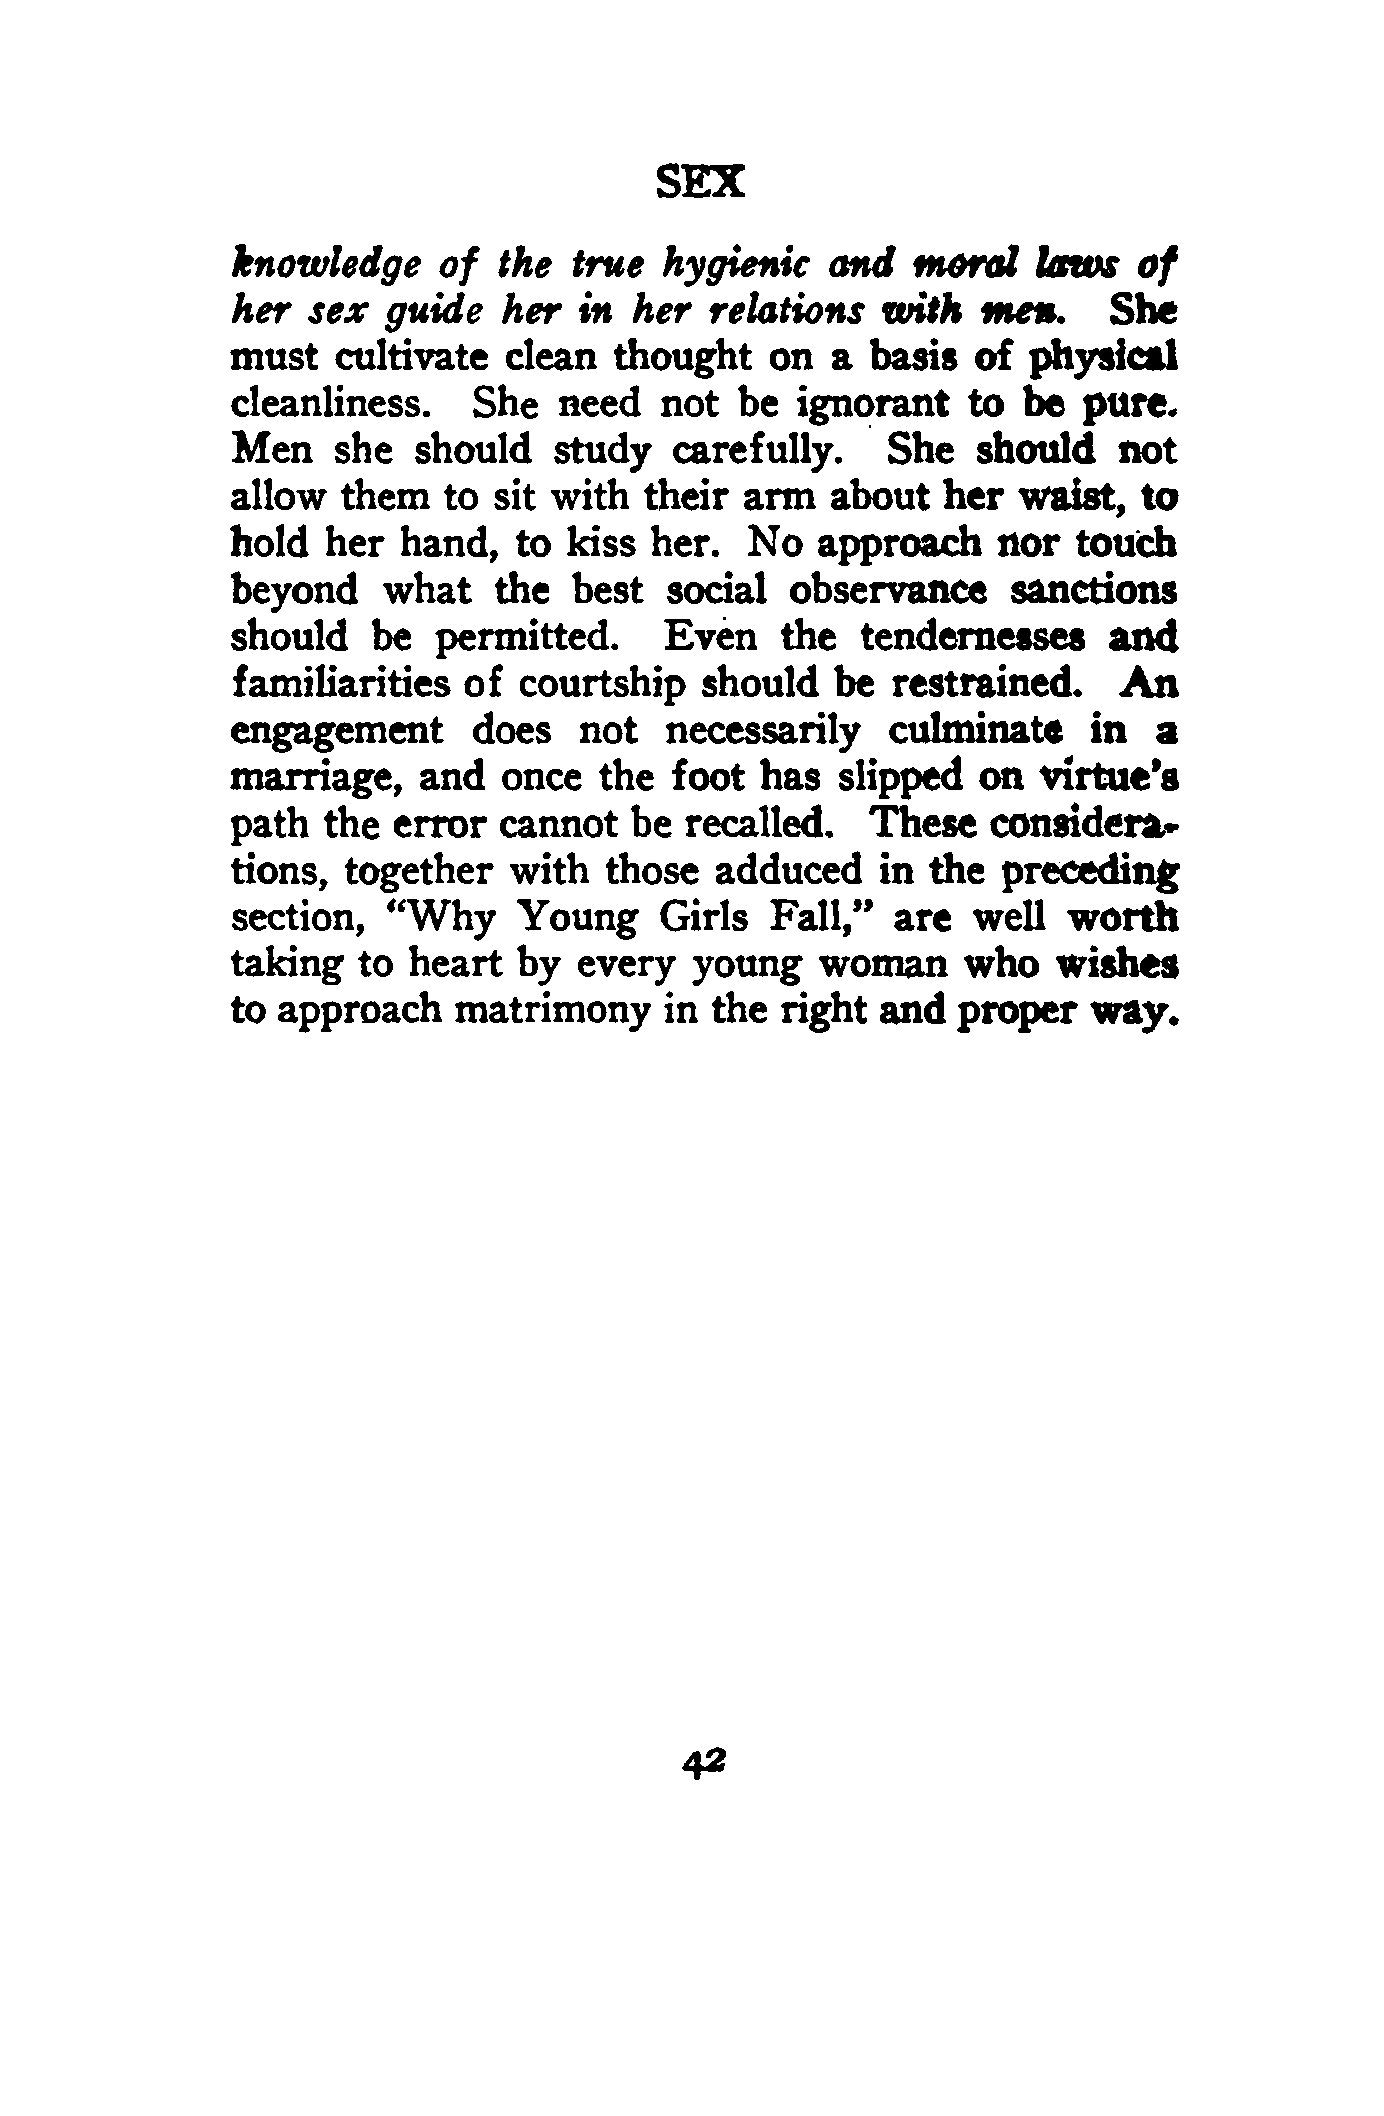 SEX
knowledge of the true hygienic and moral laws of
her sex guide her in her relations with men. She
must cultivate clean thought on a basis of physical
cleanliness. She need not be ignorant to be pure.
Men she should study carefully. She should not
allow them to sit with their arm about her waist, to
hold her hand, to kiss her. No approach nor touch
beyond what the best social observance sanctions
should be permitted. Even the tendernesses and
familiarities of courtship should be restrained. An
engagement does not necessarily culminate in a
marriage, and once the foot has slipped on virtue's
path the error cannot be recalled. These considera-
tions, together with those adduced in the preceding
section, "Why Young Girls Fall," are well worth
taking to heart by every young woman who wishes
to approach matrimony in the right and proper way.
42